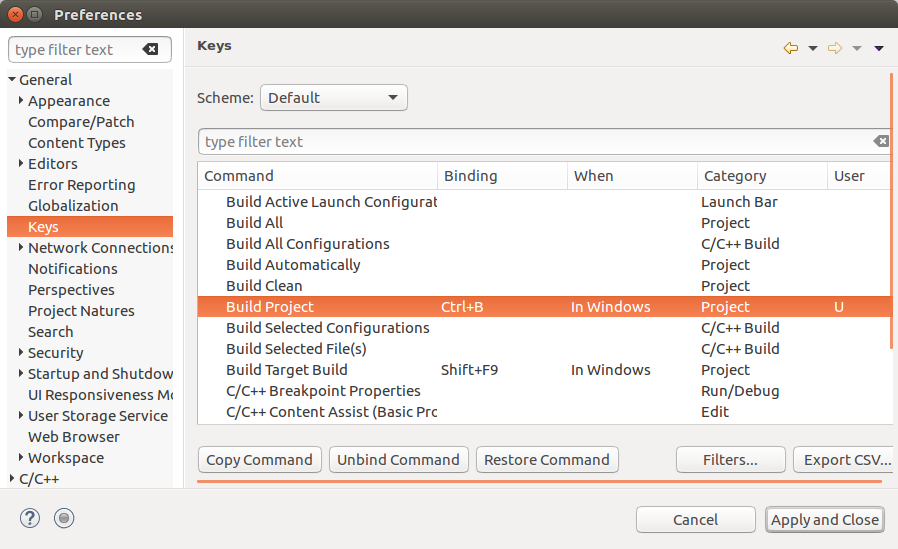 Preferences
type filter text
General
Appearance
Compare/Patch
Content Types
Editors
Error Reporting
Globalization
Keys
Network Connections
Notifications
Perspectives
Project Natures
Search
Security
Startup and Shutdow
UI Responsiveness Mo
User Storage Service
Web Browser
Workspace
C/C++
Keys
Scheme: Default
type filter text
Command Binding When Category User
Build Active Launch Configurat Launch Bar
Build All Project
Build All Configurations C/C++ Build
Build Automatically Project
Build Clean Project
Build Project Ctrl+B In Windows Project U
Build Selected Configurations C/C++ Build
Build Selected File(s) C/C++ Build
Build Target Build Shift+F9 In Windows Project
C/C++ Breakpoint Properties Run/Debug
C/C++ Content Assist (Basic Pro Edit
Copy Command Unbind Command Restore Command Filters... Export CSV...
? Cancel Apply and Close